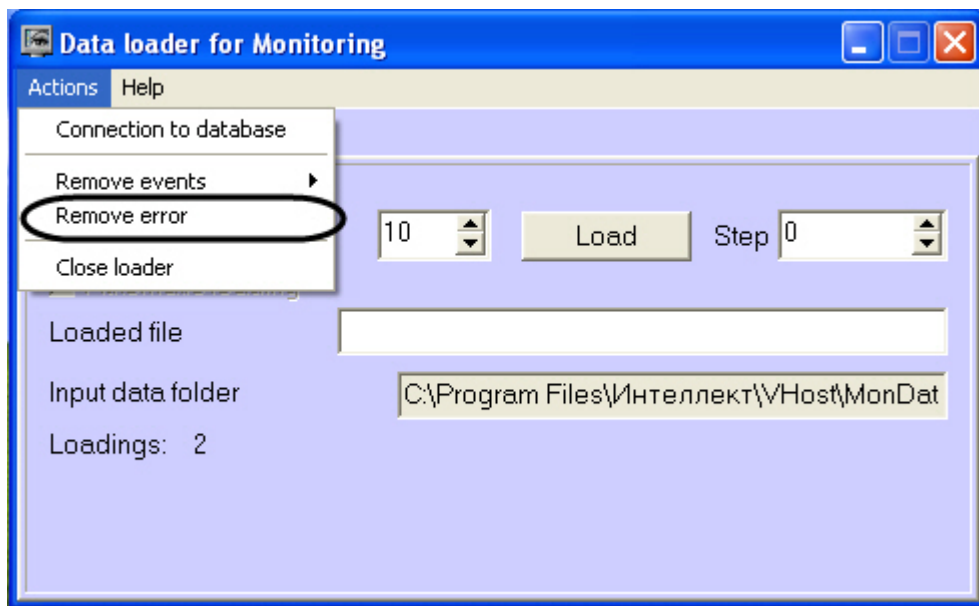 Data loader for Monitoring
Actions Help
Connection to database
Remove events
Remove error
Close loader
10 Load Step 0
Loaded file
Input data folder C:\Program Files\Интеллект\VHost\MonDat
Loadings: 2